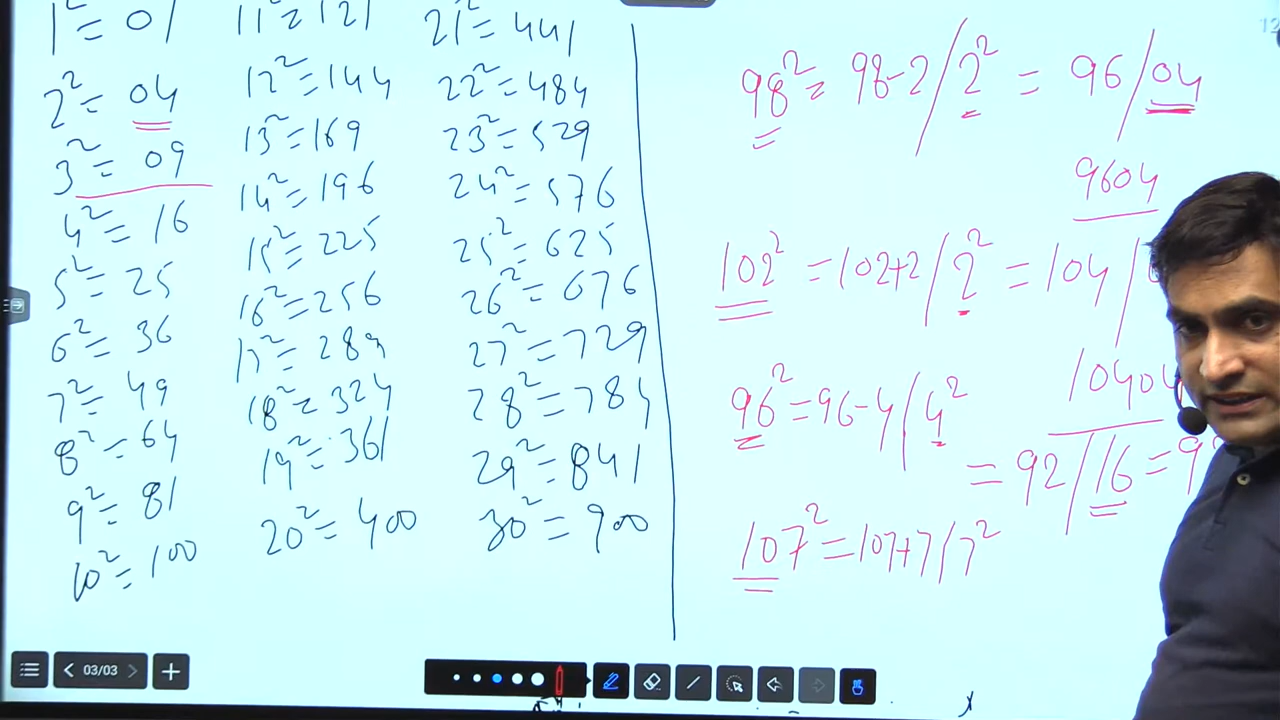 1² = 01
2² = 04
3² = 09
4² = 16
5² = 25
6² = 36
7² = 49
8² = 64
9² = 81
10² = 100
11² = 121
12² = 144
13² = 169
14² = 196
15² = 225
16² = 256
17² = 289
18² = 324
19² = 361
20² = 400
21² = 441
22² = 484
23² = 529
24² = 576
25² = 625
26² = 676
27² = 729
28² = 784
29² = 841
30² = 900
98² = 98-2/2² = 96/04
9604
102² = 102+2/2² = 104/
10404
96² = 96-4/4²
= 92/16 = 9
107² = 107+7/7²
03/03